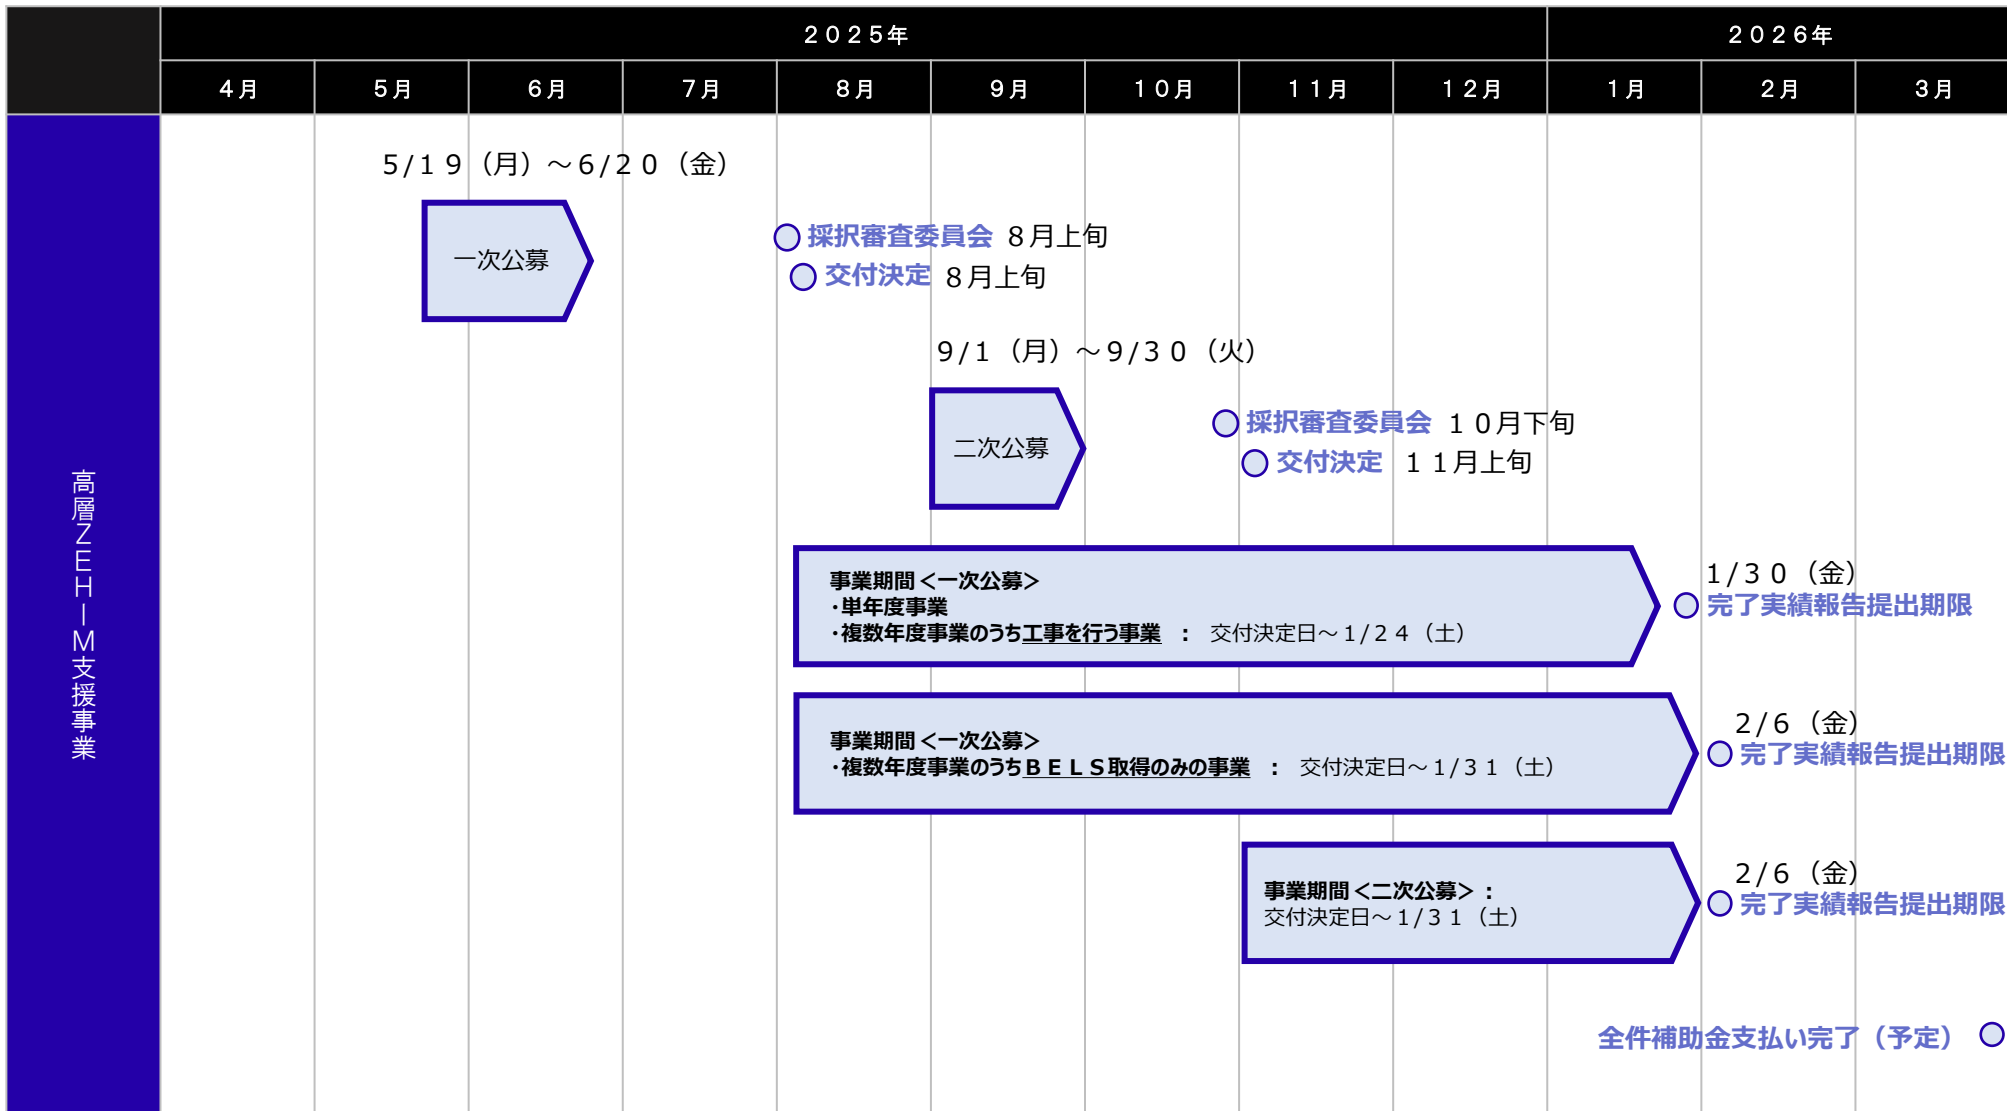 ２０２５年
２０２６年
４月
５月
６月
７月
８月
９月
１０月
１１月
１２月
１月
２月
３月
高層ＺＥＨ－Ｍ支援事業
5/１９（月）～6/２０（金）
一次公募
採択審査委員会 ８月上旬
交付決定 ８月上旬
9/１（月）～９/３０（火）
二次公募
採択審査委員会 １０月下旬
交付決定 １１月上旬
事業期間＜一次公募＞
・単年度事業
・複数年度事業のうち工事を行う事業 ： 交付決定日～１/２４（土）
１/３０（金）
完了実績報告提出期限
事業期間＜一次公募＞
・複数年度事業のうちＢＥＬＳ取得のみの事業 ： 交付決定日～１/３１（土）
２/６（金）
完了実績報告提出期限
事業期間＜二次公募＞：
交付決定日～１/３１（土）
２/６（金）
完了実績報告提出期限
全件補助金支払い完了（予定）